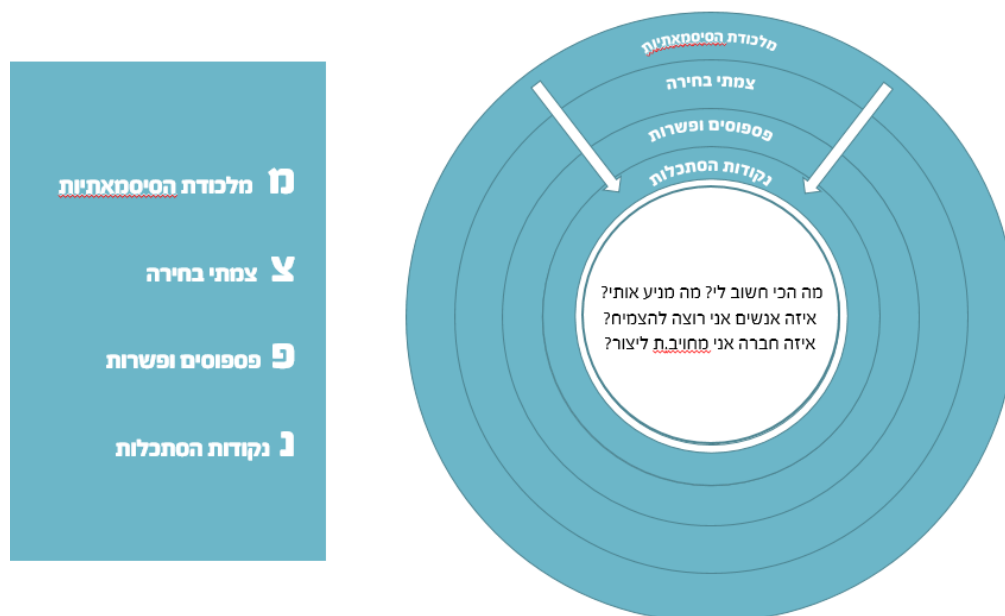 מלכודת הסיסמאתיות
צמתי בחירה
פספוסים ופשרות
נקודות הסתכלות
מה הכי חשוב לי? מה מניע אותי?
איזה אנשים אני רוצה להצמיח?
איזה חברה אני מחויב.ת ליצור?
מ מלכודת הסיסמאתיות
צ צמתי בחירה
פ פספוסים ופשרות
נ נקודות הסתכלות